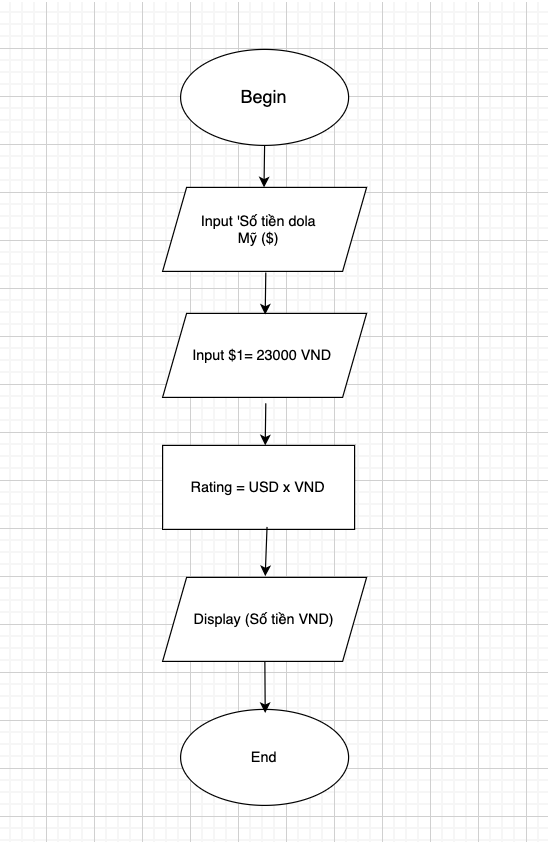 Begin
Input 'Số tiền dola
Mỹ ($)
Input $1= 23000 VND
Rating = USD x VND
Display (Số tiền VND)
End